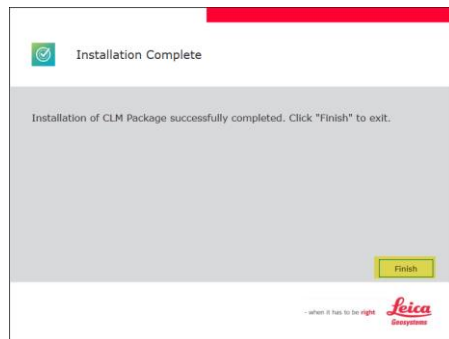 Installation Complete
Installation of CLM Package successfully completed. Click "Finish" to exit.
Finish
- when it has to be right
Leica
Geosystems